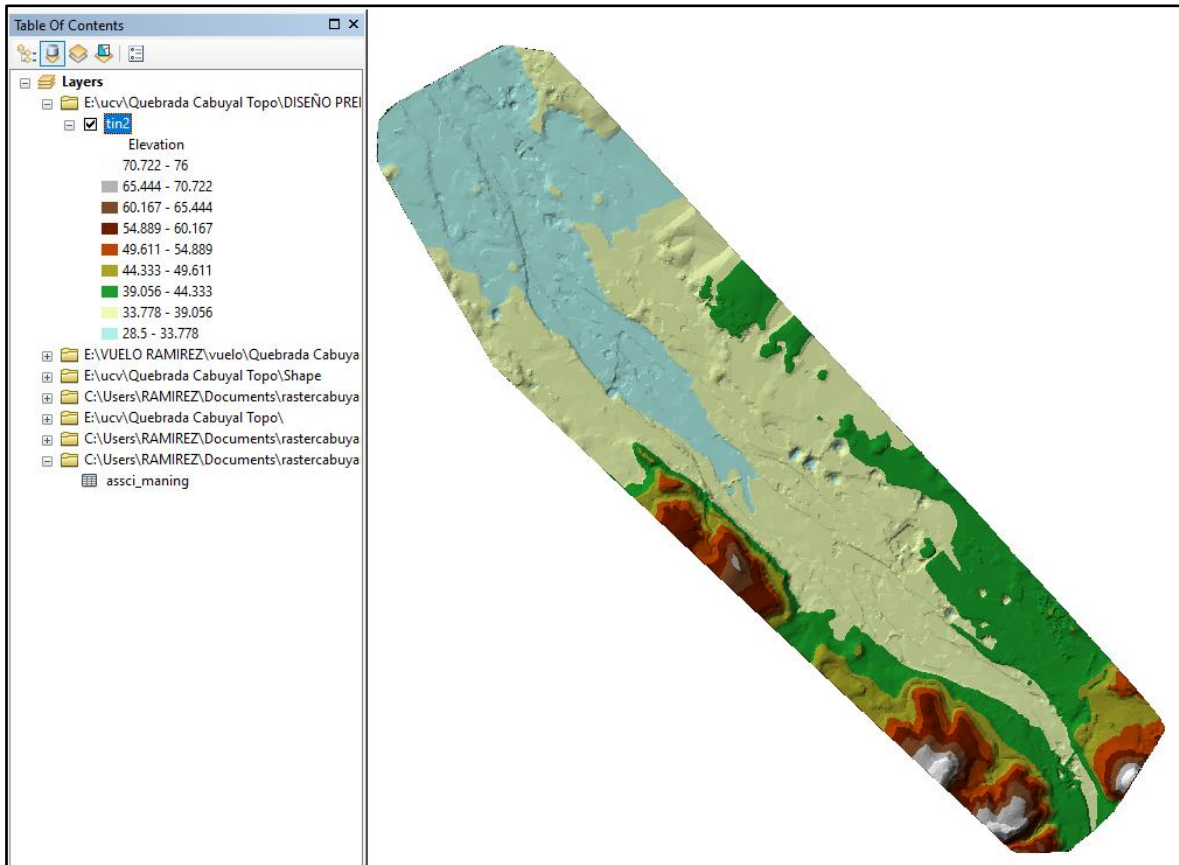 Table Of Contents
Layers
E:\ucv\Quebrada Cabuyal Topo\DISEÑO PREI
tin2
Elevation
70.722 - 76
65.444 - 70.722
60.167 - 65.444
54.889 - 60.167
49.611 - 54.889
44.333 - 49.611
39.056 - 44.333
33.778 - 39.056
28.5 - 33.778
E:\VUELO RAMIREZ\vuelo\Quebrada Cabuya
E:\ucv\Quebrada Cabuyal Topo\Shape
C:\Users\RAMIREZ\Documents\rastercabuya
E:\ucv\Quebrada Cabuyal Topo\
C:\Users\RAMIREZ\Documents\rastercabuya
C:\Users\RAMIREZ\Documents\rastercabuya
assci_maning